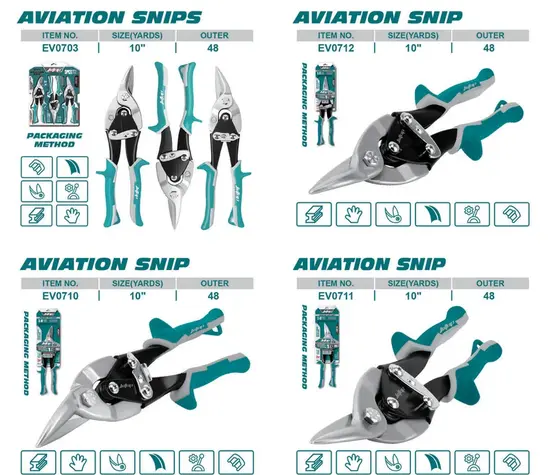 AVIATION SNIPS
ITEM NO. SIZE(YARDS) OUTER
EV0703 10" 48
PACKAGING
METHOD
AVIATION SNIP
ITEM NO. SIZE(YARDS) OUTER
EV0712 10" 48
PACKAGING METHOD
AVIATION SNIP
ITEM NO. SIZE(YARDS) OUTER
EV0710 10" 48
PACKAGING METHOD
AVIATION SNIP
ITEM NO. SIZE(YARDS) OUTER
EV0711 10" 48
PACKAGING METHOD